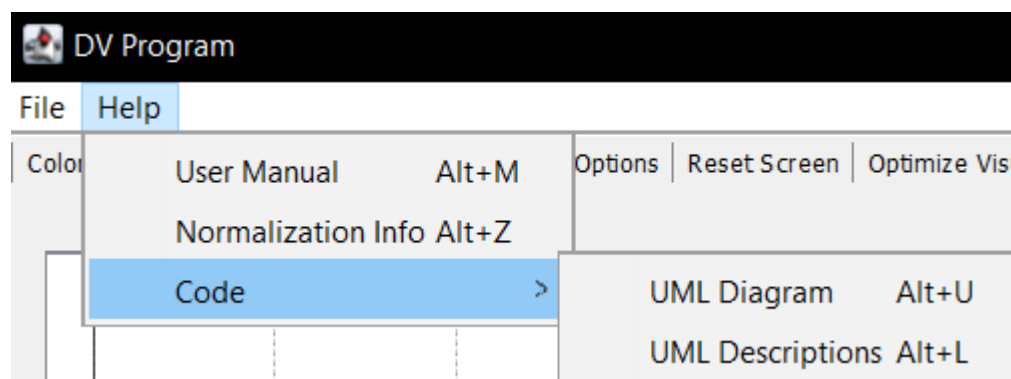 DV Program
File Help
Options Reset Screen Optimize
User Manual Alt+M
Normalization Info Alt+Z
Code >
UML Diagram Alt+U
UML Descriptions Alt+L